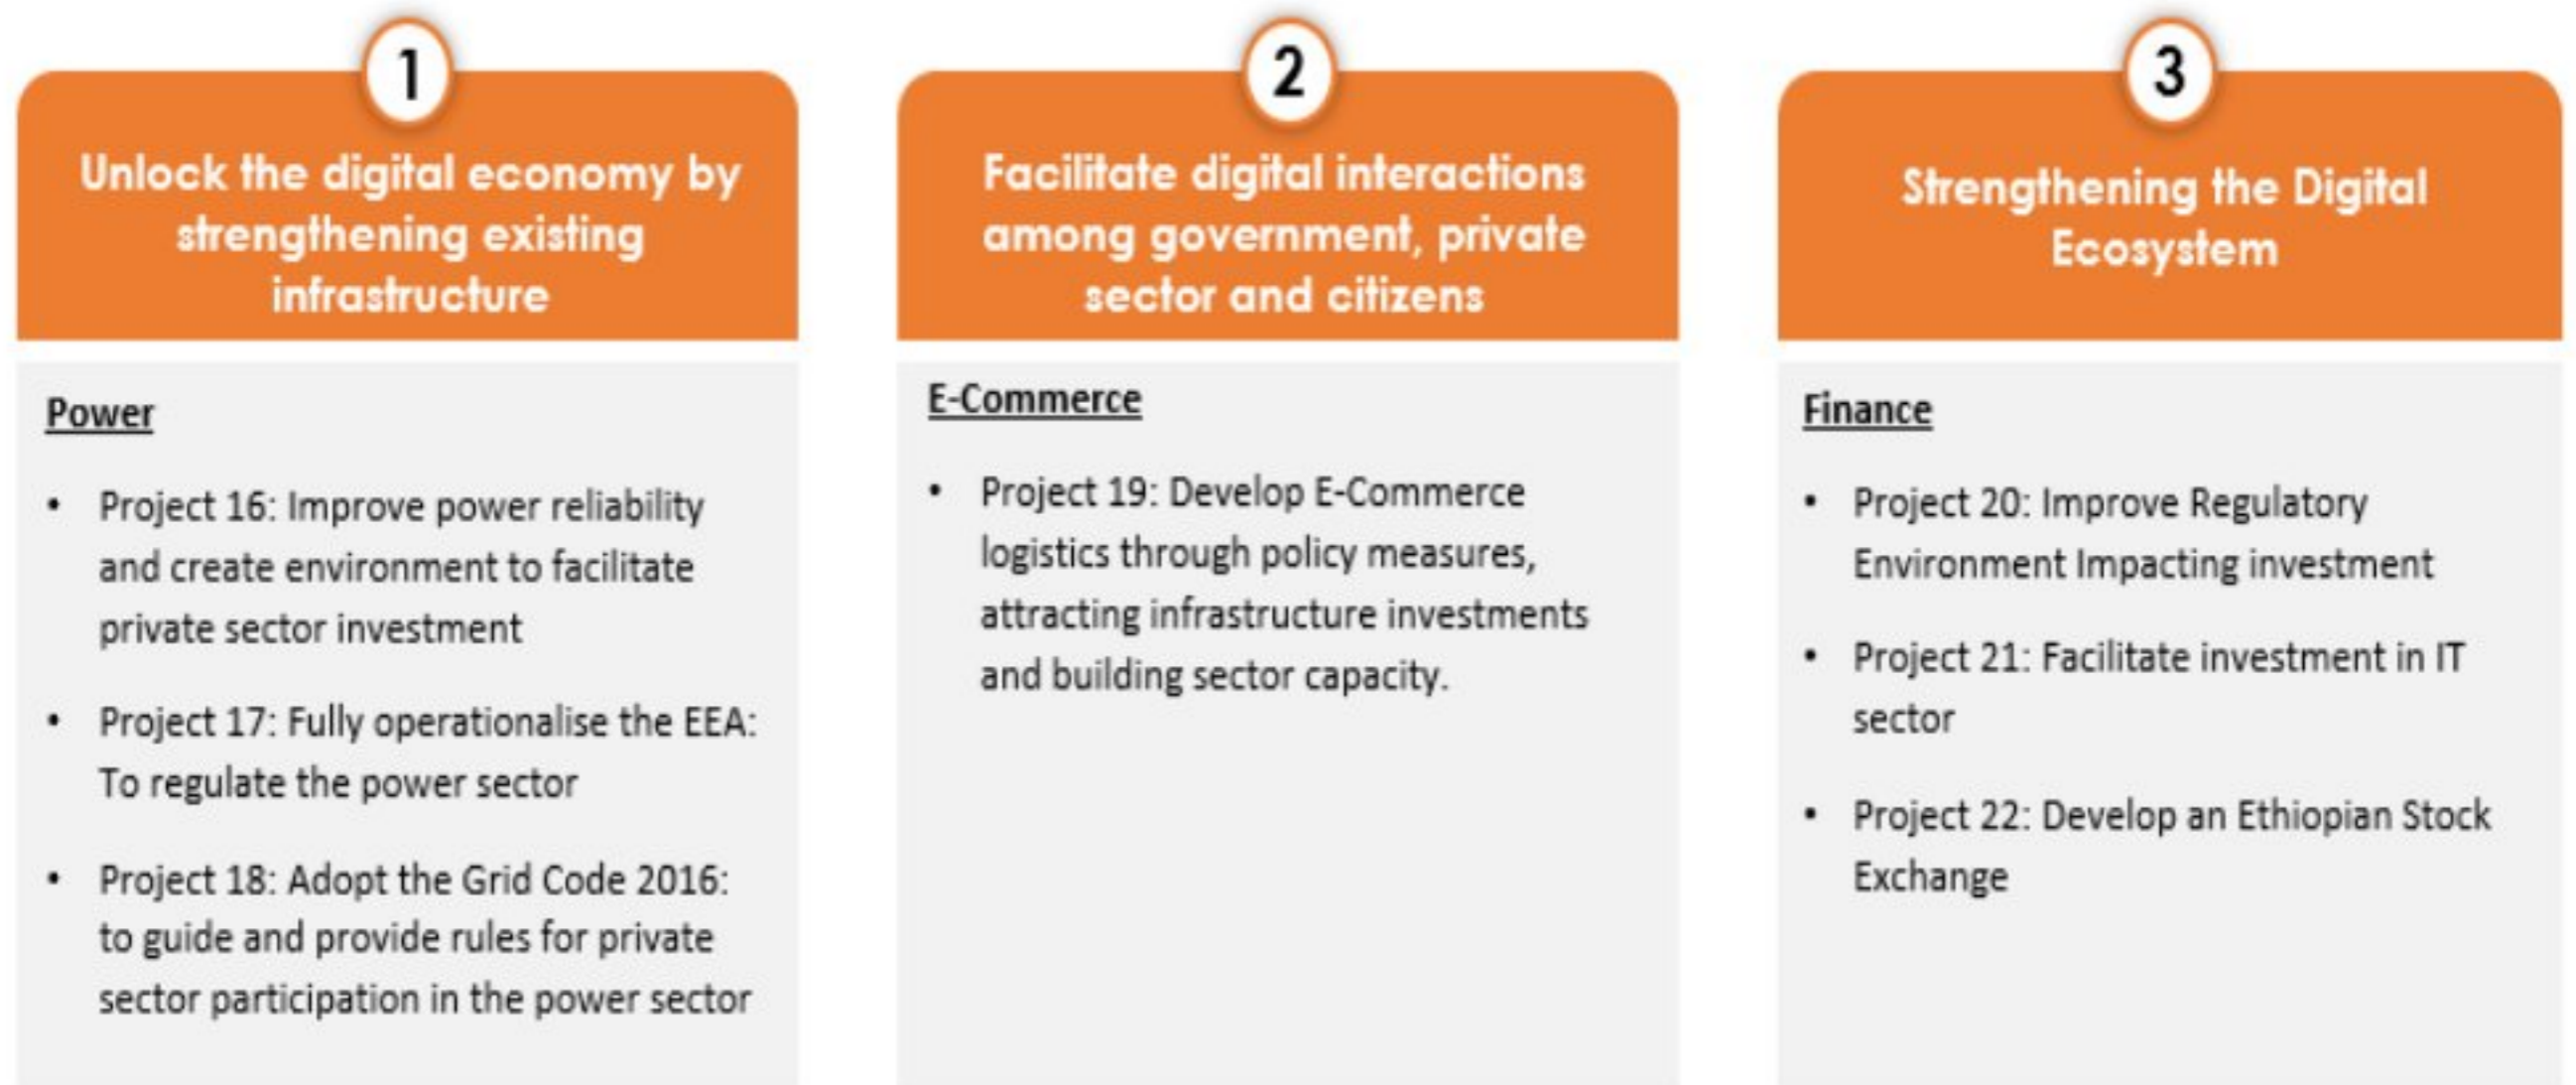 1
Unlock the digital economy by
strengthening existing
infrastructure
Power
• Project 16: Improve power reliability
and create environment to facilitate
private sector investment
• Project 17: Fully operationalise the EEA:
To regulate the power sector
• Project 18: Adopt the Grid Code 2016:
to guide and provide rules for private
sector participation in the power sector
2
Facilitate digital interactions
among government, private
sector and citizens
E-Commerce
• Project 19: Develop E-Commerce
logistics through policy measures,
attracting infrastructure investments
and building sector capacity.
3
Strengthening the Digital
Ecosystem
Finance
• Project 20: Improve Regulatory
Environment Impacting investment
• Project 21: Facilitate investment in IT
sector
• Project 22: Develop an Ethiopian Stock
Exchange